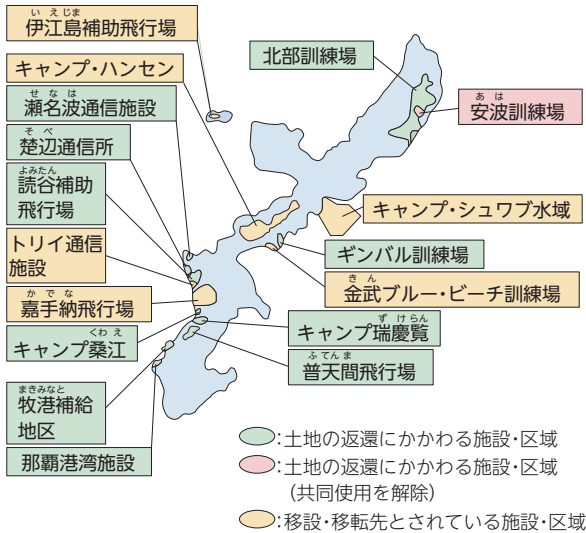 いえじま
伊江島補助飛行場
キャンプ・ハンセン
せなは
瀬名波通信施設
そべ
楚辺通信所
よみたん
読谷補助
飛行場
トリイ通信
施設
かでな
嘉手納飛行場
くわえ
キャンプ桑江
まきみなと
牧港補給
地区
那覇港湾施設
北部訓練場
あは
安波訓練場
キャンプ・シュワブ水域
ギンバル訓練場
きん
金武ブルー・ビーチ訓練場
ずけらん
キャンプ瑞慶覧
ふてんま
普天間飛行場
:土地の返還にかかわる施設・区域
:土地の返還にかかわる施設・区域
(共同使用を解除)
:移設・移転先とされている施設・区域